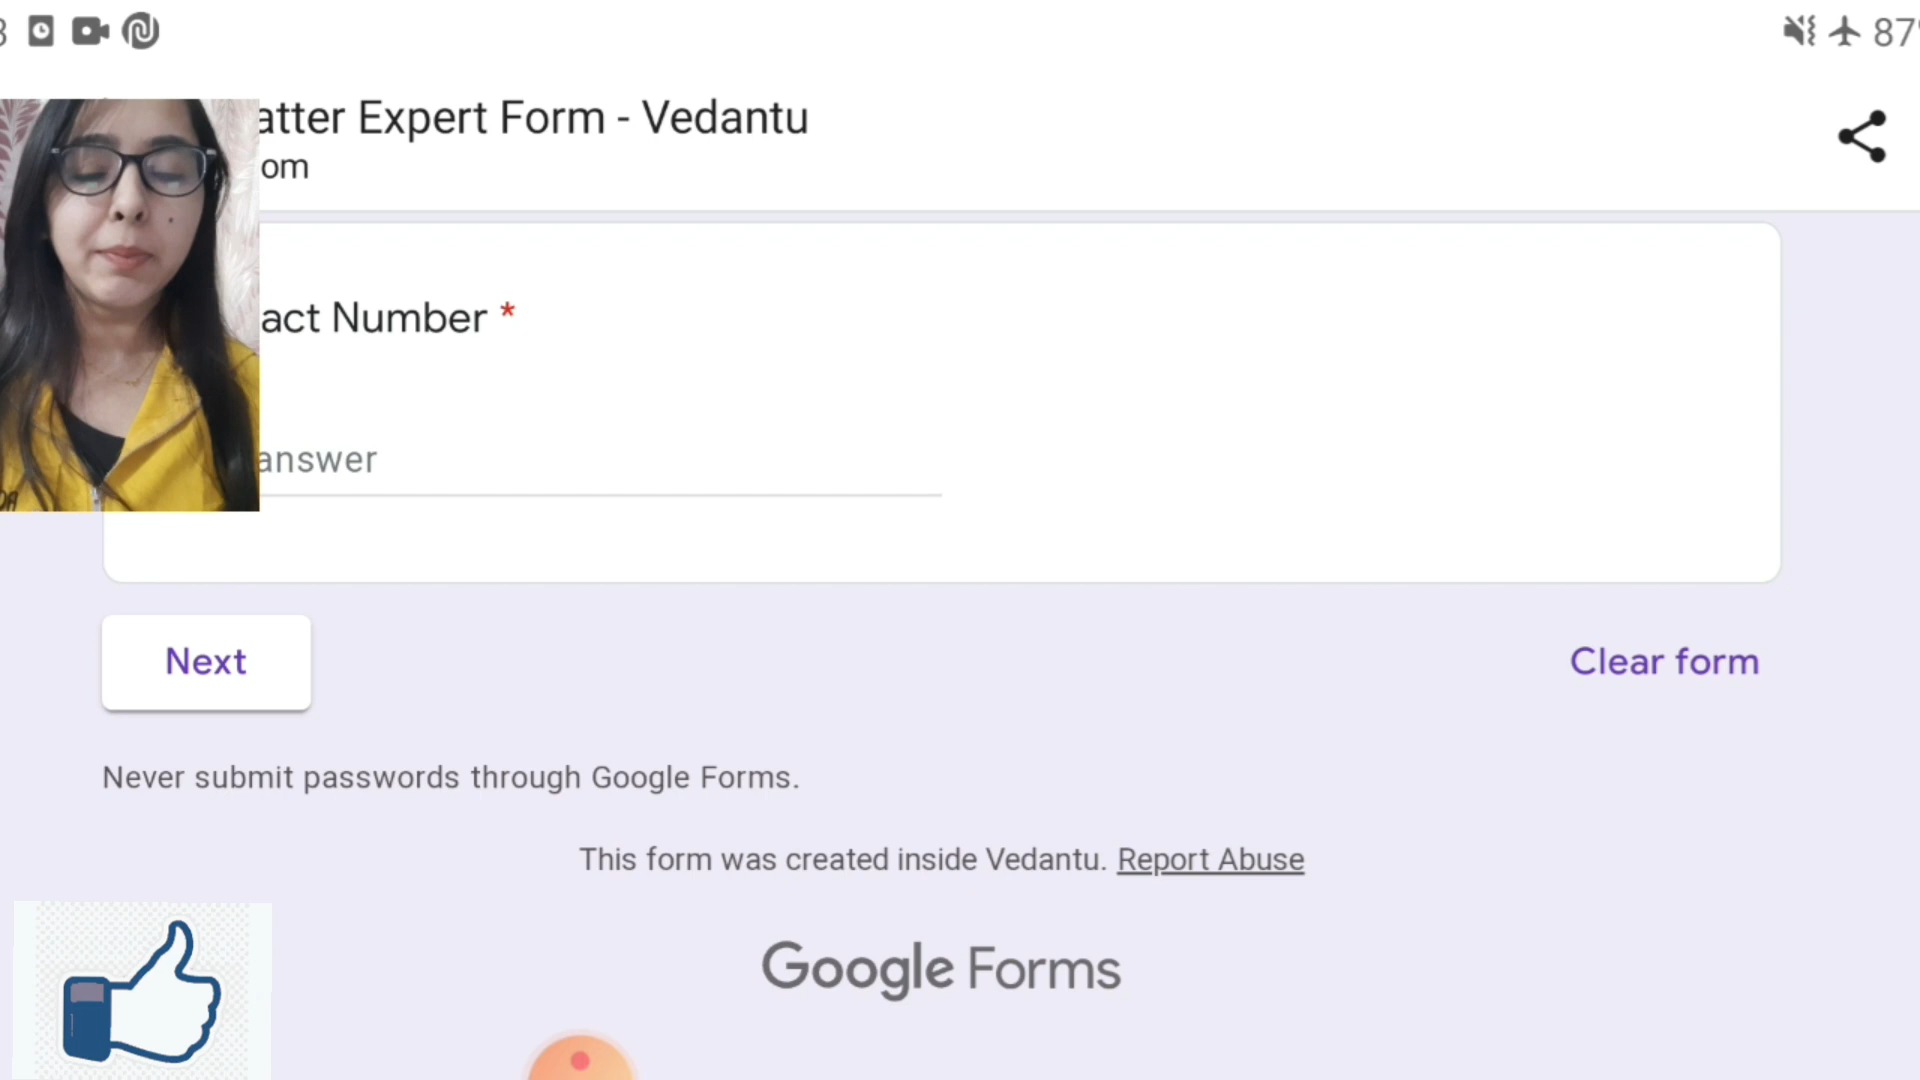 87
atter Expert Form - Vedantu
om
act Number *
answer
Next
Clear form
Never submit passwords through Google Forms.
This form was created inside Vedantu. Report Abuse
Google Forms